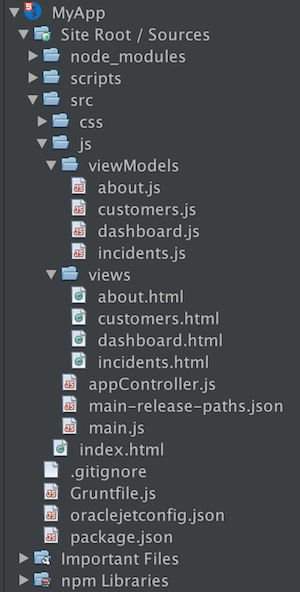 MyApp
Site Root / Sources
node_modules
scripts
src
css
js
viewModels
about.js
customers.js
dashboard.js
incidents.js
views
about.html
customers.html
dashboard.html
incidents.html
appController.js
main-release-paths.json
main.js
index.html
.gitignore
Gruntfile.js
oraclejetconfig.json
package.json
Important Files
npm Libraries